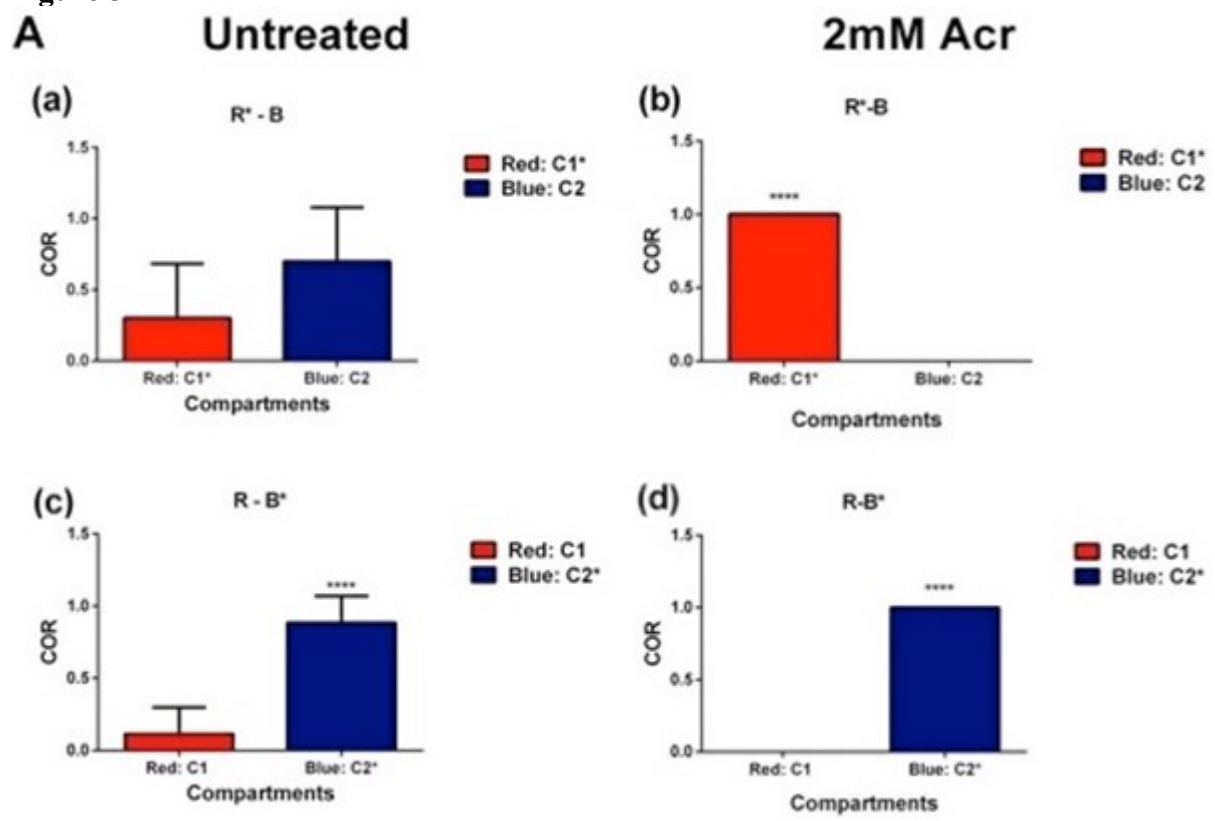 A Untreated 2mM Acr
(a)
R* - B
Red: C1*
Blue: C2
1.5
1.0
0.5
0.0
COR
Red: C1* Blue: C2
Compartments
(b)
R*-B
Red: C1*
Blue: C2
1.5
1.0
0.5
0.0
COR
****
Red: C1* Blue: C2
Compartments
(c)
R - B*
Red: C1
Blue: C2*
1.5
1.0
0.5
0.0
COR
****
Red: C1 Blue: C2*
Compartments
(d)
R-B*
Red: C1
Blue: C2*
1.5
1.0
0.5
0.0
COR
****
Red: C1 Blue: C2*
Compartments